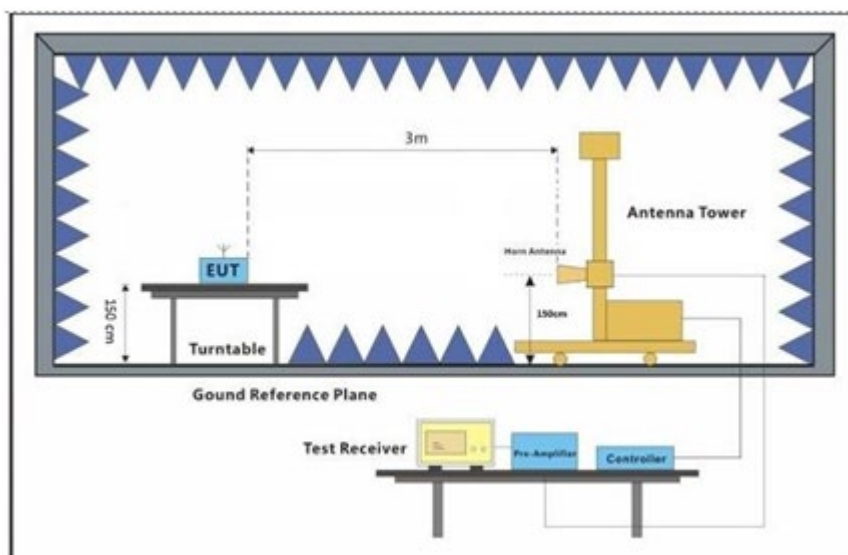 3m
Antenna Tower
Horn Antenna
EUT
150 cm
150cm
Turntable
Gound Reference Plane
Test Receiver
Pre-Amplifier
Controller